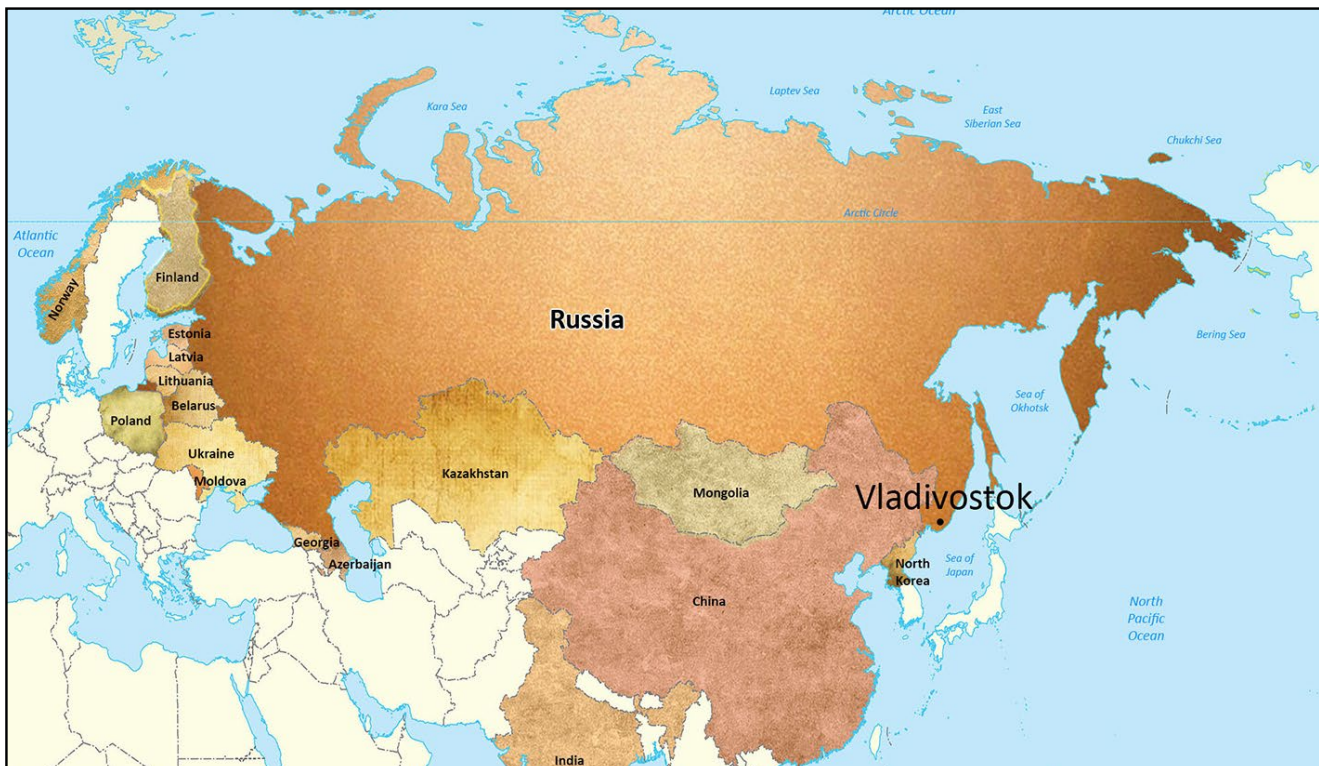 Arctic Ocean
Kara Sea
Laptev Sea
East
Siberian Sea
Chukchi Sea
Arctic Circle
Atlantic
Ocean
Norway
Finland
Russia
Estonia
Latvia
Lithuania
Belarus
Poland
Ukraine
Moldova
Kazakhstan
Mongolia
Vladivostok
Bering Sea
Sea of
Okhotsk
Georgia
Azerbaijan
North
Korea
Sea of
Japan
China
North
Pacific
Ocean
India